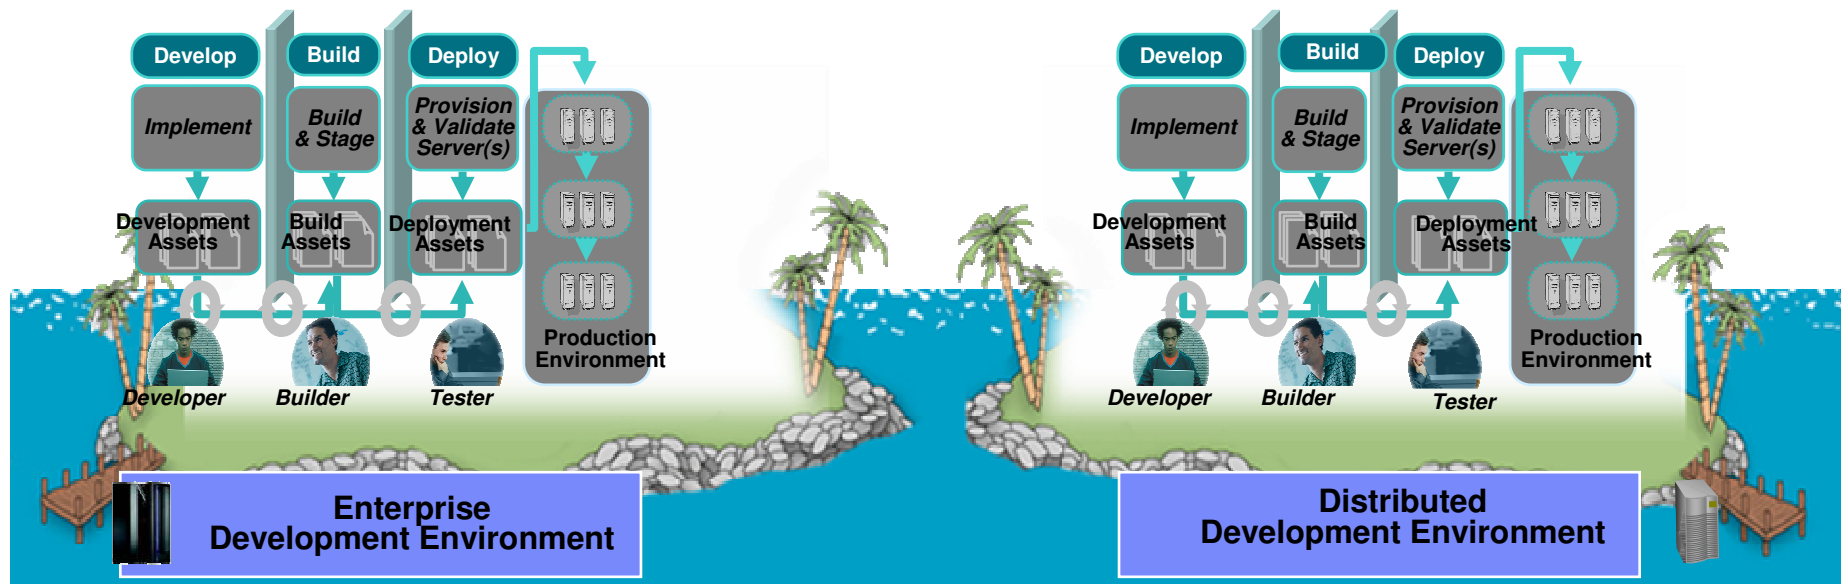 Develop
Build
Deploy
Implement
Build
& Stage
Provision
& Validate
Server(s)
Development
Assets
Build
Assets
Deployment
Assets
Production
Environment
Developer
Builder
Tester
Enterprise
Development Environment
Develop
Build
Deploy
Implement
Build
& Stage
Provision
& Validate
Server(s)
Development
Assets
Build
Assets
Deployment
Assets
Production
Environment
Developer
Builder
Tester
Distributed
Development Environment